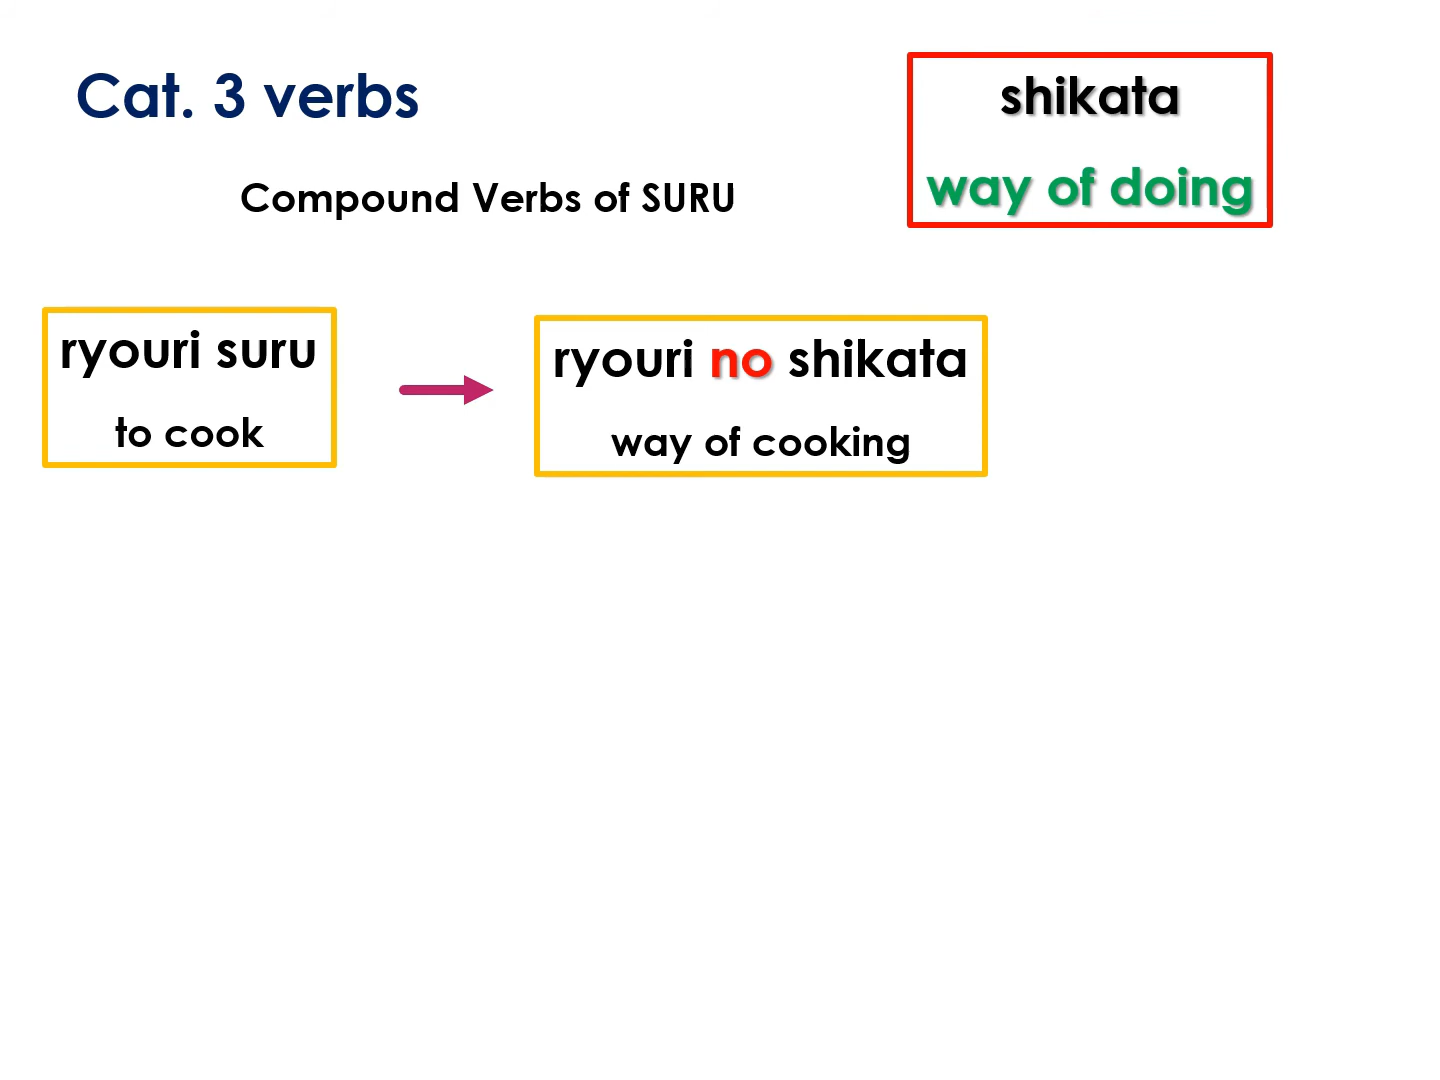 Cat. 3 verbs
shikata
way of doing
Compound Verbs of SURU
ryouri suru
to cook
ryouri no shikata
way of cooking